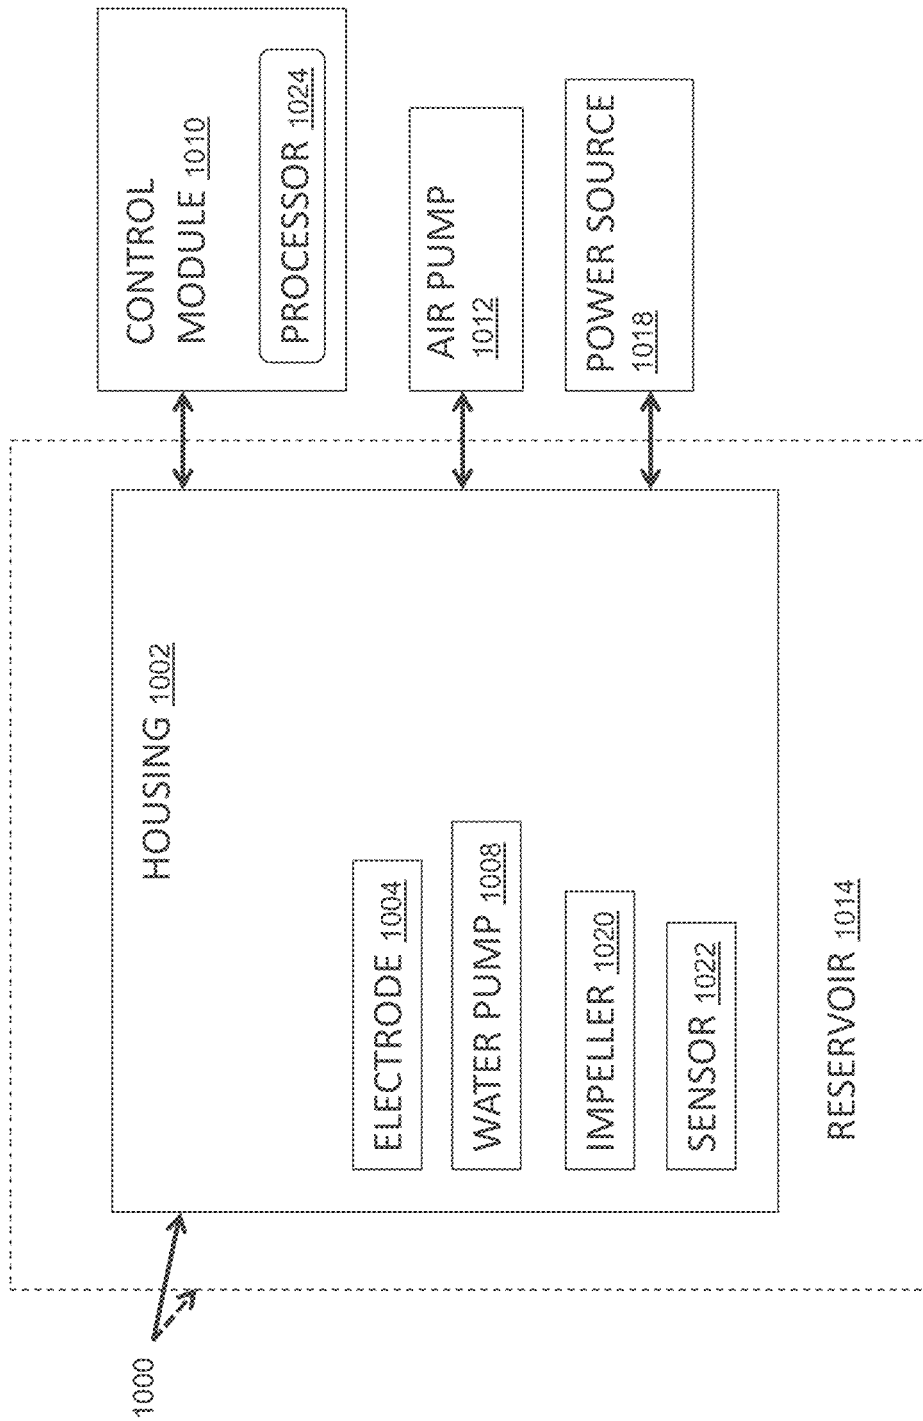 1000
HOUSING 1002
ELECTRODE 1004
WATER PUMP 1008
IMPELLER 1020
SENSOR 1022
RESERVOIR 1014
CONTROL
MODULE 1010
PROCESSOR 1024
AIR PUMP
1012
POWER SOURCE
1018